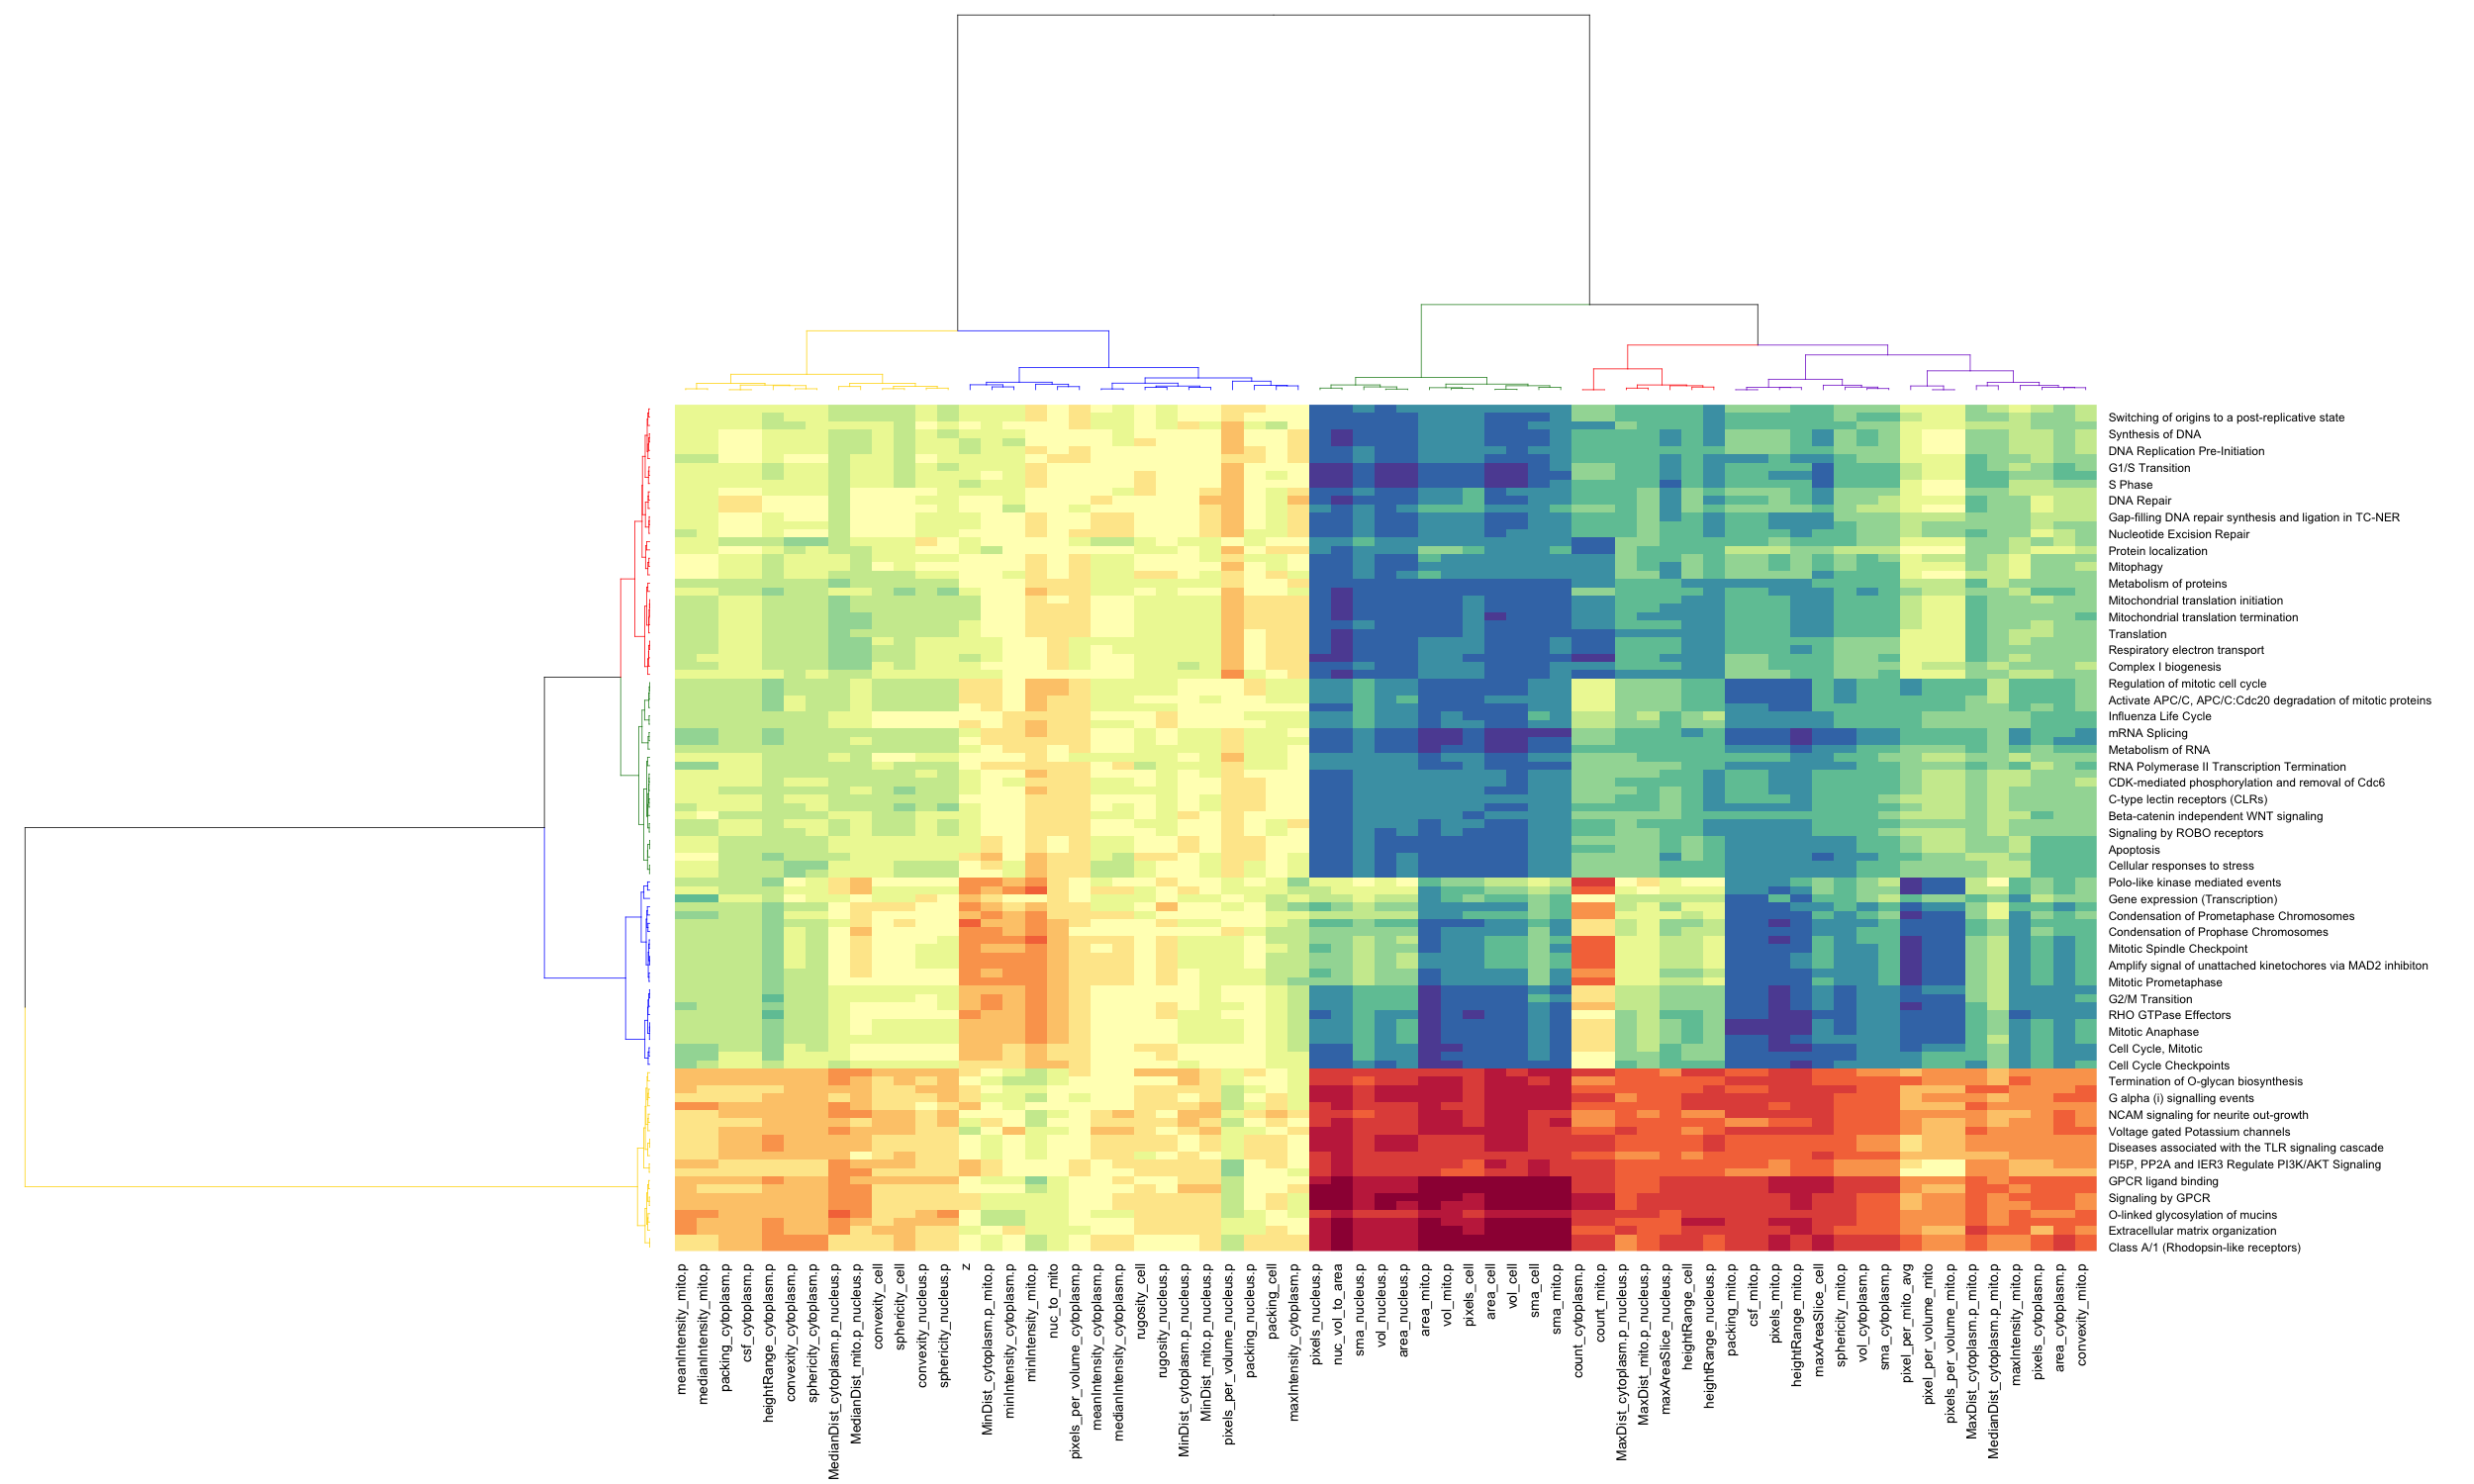 Switching of origins to a post-replicative state
Synthesis of DNA
DNA Replication Pre-Initiation
G1/S Transition
S Phase
DNA Repair
Gap-filling DNA repair synthesis and ligation in TC-NER
Nucleotide Excision Repair
Protein localization
Mitophagy
Metabolism of proteins
Mitochondrial translation initiation
Mitochondrial translation termination
Translation
Respiratory electron transport
Complex I biogenesis
Regulation of mitotic cell cycle
Activate APC/C, APC/C:Cdc20 degradation of mitotic proteins
Influenza Life Cycle
mRNA Splicing
Metabolism of RNA
RNA Polymerase II Transcription Termination
CDK-mediated phosphorylation and removal of Cdc6
C-type lectin receptors (CLRs)
Beta-catenin independent WNT signaling
Signaling by ROBO receptors
Apoptosis
Cellular responses to stress
Polo-like kinase mediated events
Gene expression (Transcription)
Condensation of Prometaphase Chromosomes
Condensation of Prophase Chromosomes
Mitotic Spindle Checkpoint
Amplify signal of unattached kinetochores via MAD2 inhibiton
Mitotic Prometaphase
G2/M Transition
RHO GTPase Effectors
Mitotic Anaphase
Cell Cycle, Mitotic
Cell Cycle Checkpoints
Termination of O-glycan biosynthesis
G alpha (i) signalling events
NCAM signaling for neurite out-growth
Voltage gated Potassium channels
Diseases associated with the TLR signaling cascade
PI5P, PP2A and IER3 Regulate PI3K/AKT Signaling
GPCR ligand binding
Signaling by GPCR
O-linked glycosylation of mucins
Extracellular matrix organization
Class A/1 (Rhodopsin-like receptors)
meanIntensity_mito.p
medianIntensity_mito.p
packing_cytoplasm.p
csf_cytoplasm.p
heightRange_cytoplasm.p
convexity_cytoplasm.p
sphericity_cytoplasm.p
MedianDist_cytoplasm.p_nucleus.p
MedianDist_mito.p_nucleus.p
convexity_cell
sphericity_cell
convexity_nucleus.p
sphericity_nucleus.p
z
MinDist_cytoplasm.p_mito.p
minIntensity_cytoplasm.p
minIntensity_mito.p
nuc_to_mito
pixels_per_volume_cytoplasm.p
meanIntensity_cytoplasm.p
medianIntensity_cytoplasm.p
rugosity_cell
rugosity_nucleus.p
MinDist_cytoplasm.p_nucleus.p
MinDist_mito.p_nucleus.p
pixels_per_volume_nucleus.p
packing_nucleus.p
packing_cell
maxIntensity_cytoplasm.p
pixels_nucleus.p
nuc_vol_to_area
sma_nucleus.p
vol_nucleus.p
area_nucleus.p
area_mito.p
vol_mito.p
pixels_cell
area_cell
vol_cell
sma_cell
sma_mito.p
count_cytoplasm.p
count_mito.p
MaxDist_cytoplasm.p_nucleus.p
MaxDist_mito.p_nucleus.p
maxAreaSlice_nucleus.p
heightRange_cell
heightRange_nucleus.p
packing_mito.p
csf_mito.p
pixels_mito.p
heightRange_mito.p
maxAreaSlice_cell
sphericity_mito.p
vol_cytoplasm.p
sma_cytoplasm.p
pixel_per_mito_avg
pixel_per_volume_mito
pixels_per_volume_mito.p
MaxDist_cytoplasm.p_mito.p
MedianDist_cytoplasm.p_mito.p
maxIntensity_mito.p
pixels_cytoplasm.p
area_cytoplasm.p
convexity_mito.p